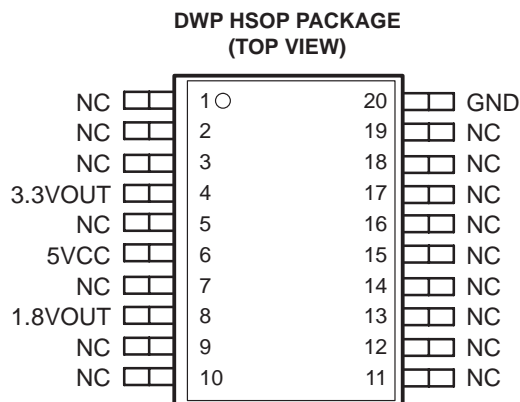 DWP HSOP PACKAGE
(TOP VIEW)
NC 1 20 GND
NC 2 19 NC
NC 3 18 NC
3.3VOUT 4 17 NC
NC 5 16 NC
5VCC 6 15 NC
NC 7 14 NC
1.8VOUT 8 13 NC
NC 9 12 NC
NC 10 11 NC